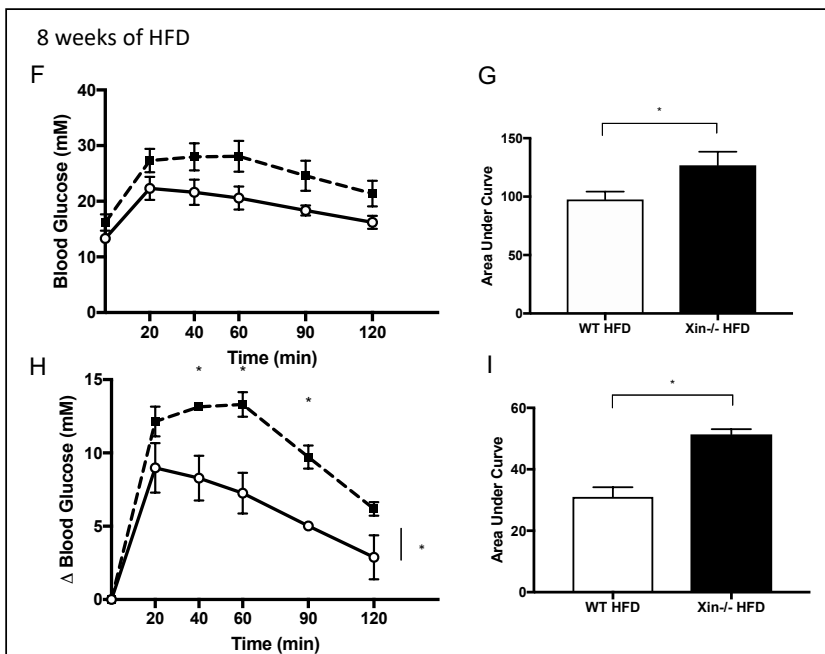 8 weeks of HFD
F
Blood Glucose (mM)
40
30
20
10
0
20 40 60 90 120
Time (min)
G
*
Area Under Curve
150
100
50
0
WT HFD Xin-/- HFD
H
* * *
Δ Blood Glucose (mM)
15
10
5
0
*
20 40 60 90 120
Time (min)
I
*
Area Under Curve
60
40
20
0
WT HFD Xin-/- HFD